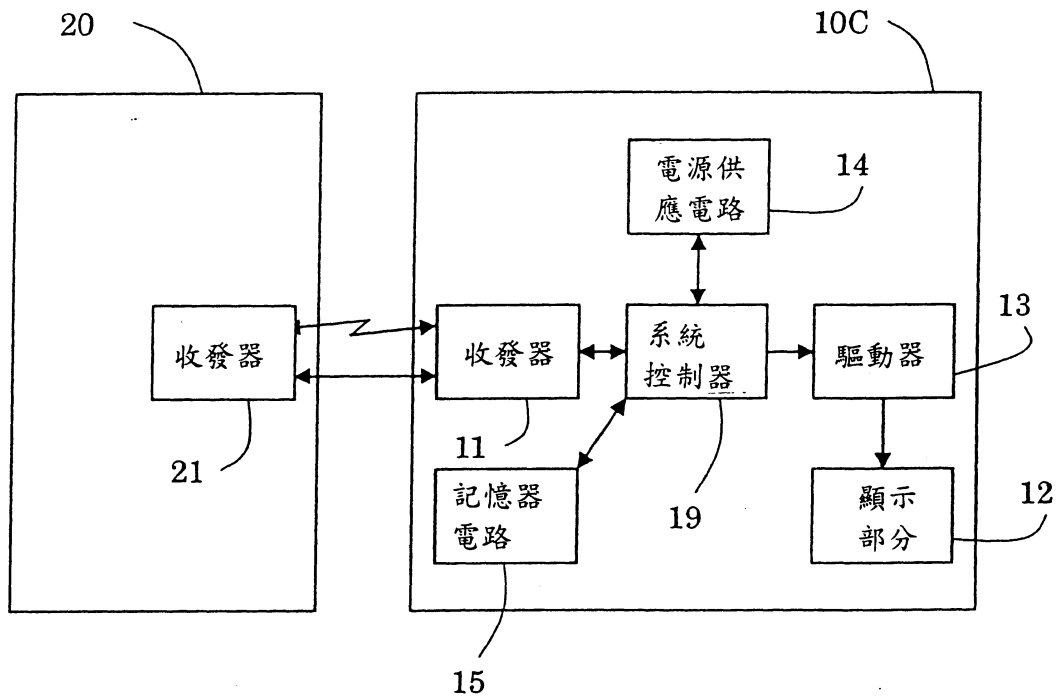 20
10C
電源供
應電路
14
收發器
收發器
系統
控制器
驅動器
13
21
11
記憶器
電路
19
顯示
部分
12
15